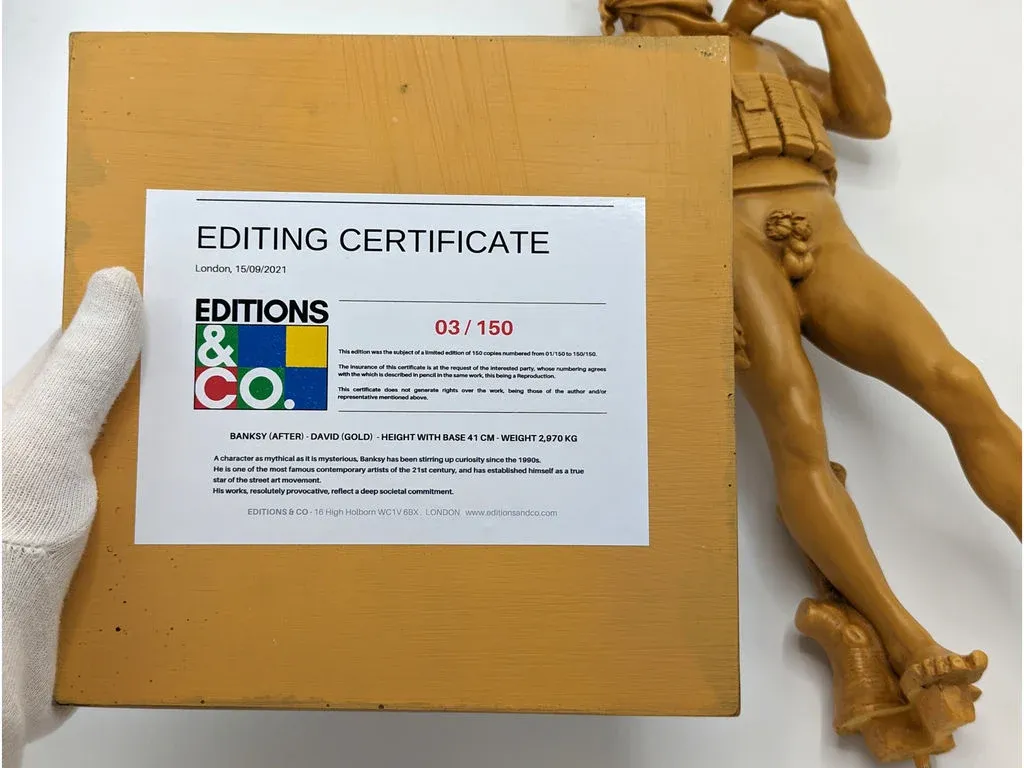 EDITING CERTIFICATE
London, 15/09/2021
EDITIONS
&
CO.
03 / 150
This edition was the subject of a limited edition of 150 copies numbered from 01/150 to 150/150.
The insurance of this certificate is at the request of the interested party, whose numbering agrees
with the which is described in pencil in the same work, this being a Reproduction.
This certificate does not generate rights over the work, being those of the author and/or
representative mentioned above.
BANKSY (AFTER) - DAVID (GOLD) - HEIGHT WITH BASE 41 CM - WEIGHT 2,970 KG
A character as mythical as it is mysterious, Banksy has been stirring up curiosity since the 1990s.
He is one of the most famous contemporary artists of the 21st century, and has established himself as a true
star of the street art movement.
His works, resolutely provocative, reflect a deep societal commitment.
EDITIONS & CO - 16 High Holborn WC1V 6BX . LONDON www.editionsandco.com